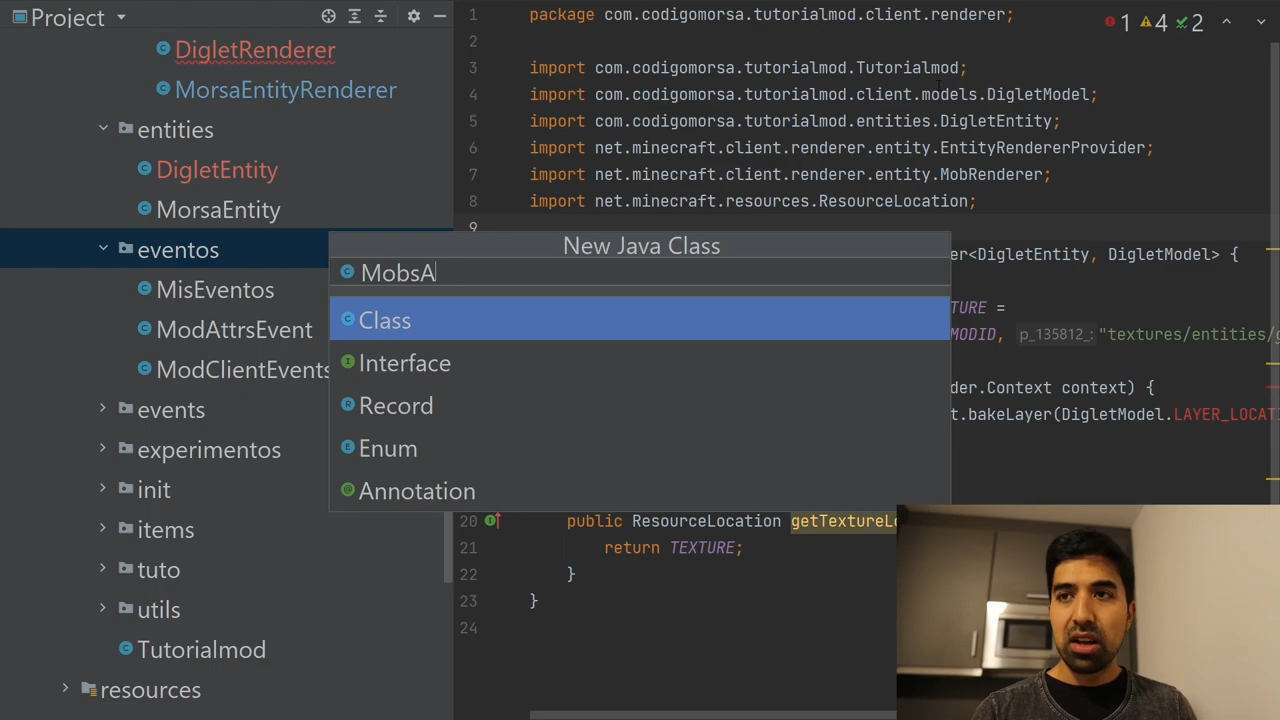 Project
DigletRenderer
MorsaEntityRenderer
entities
DigletEntity
MorsaEntity
eventos
MisEventos
ModAttrsEvent
ModClientEvents
events
experimentos
init
items
tuto
utils
Tutorialmod
resources
1 package com.codigomorsa.tutorialmod.client.renderer;
1 4 2
2
3 import com.codigomorsa.tutorialmod.Tutorialmod;
4 import com.codigomorsa.tutorialmod.client.models.DigletModel;
5 import com.codigomorsa.tutorialmod.entities.DigletEntity;
6 import net.minecraft.client.renderer.entity.EntityRendererProvider;
7 import net.minecraft.client.renderer.entity.MobRenderer;
8 import net.minecraft.resources.ResourceLocation;
9
er<DigletEntity, DigletModel> {
TURE =
MODID, p_135812_: "textures/entities/
der.Context context) {
t.bakeLayer(DigletModel.LAYER_LOCATI
New Java Class
MobsA
Class
Interface
Record
Enum
Annotation
20 public ResourceLocation getTextureLo
21 return TEXTURE;
22 }
23 }
24